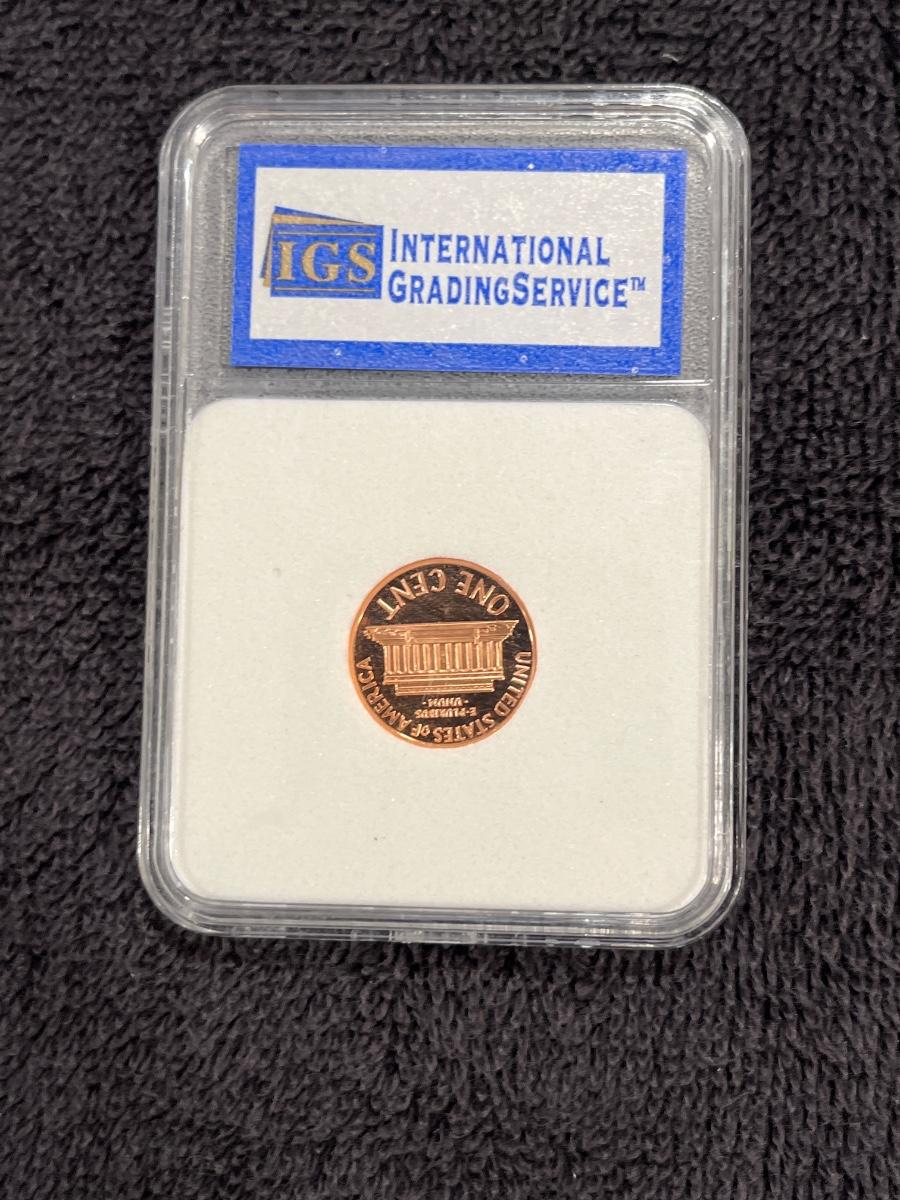 IGS
INTERNATIONAL
GRADINGSERVICE™
UNITED STATES of AMERICA
E·PLURIBUS
·UNUM·
ONE CENT